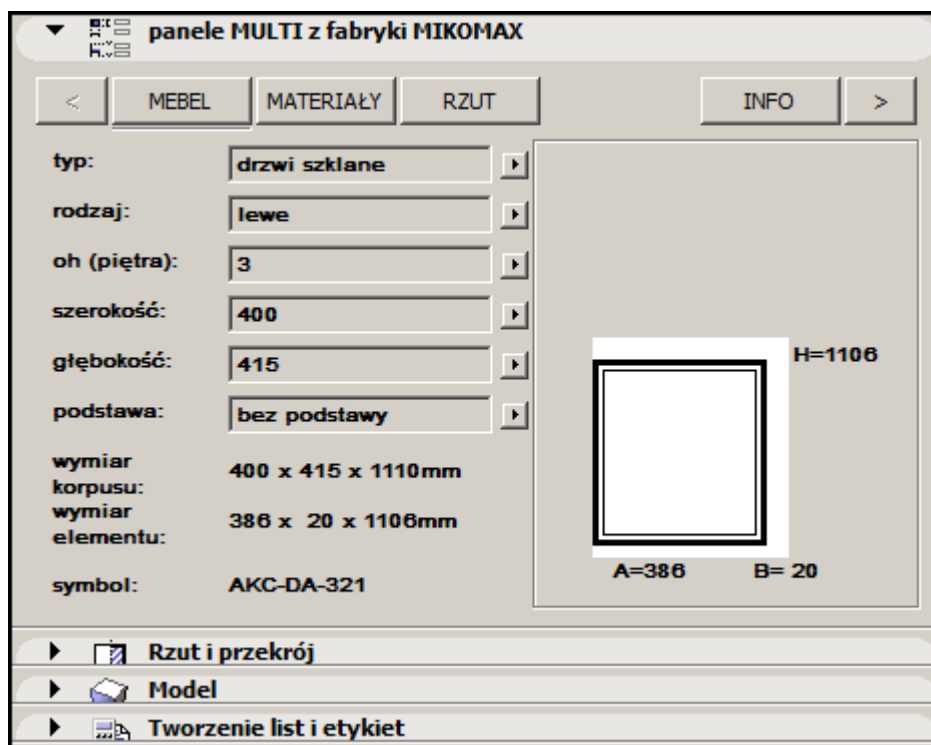 panele MULTI z fabryki MIKOMAX
< MEBEL MATERIAŁY RZUT INFO >
typ: drzwi szklane
rodzaj: lewe
oh (piętra): 3
szerokość: 400
głębokość: 415
podstawa: bez podstawy
wymiar
korpusu: 400 x 415 x 1110mm
wymiar
elementu: 386 x 20 x 1106mm
symbol: AKC-DA-321
H=1106
A=386 B= 20
Rzut i przekrój
Model
Tworzenie list i etykiet